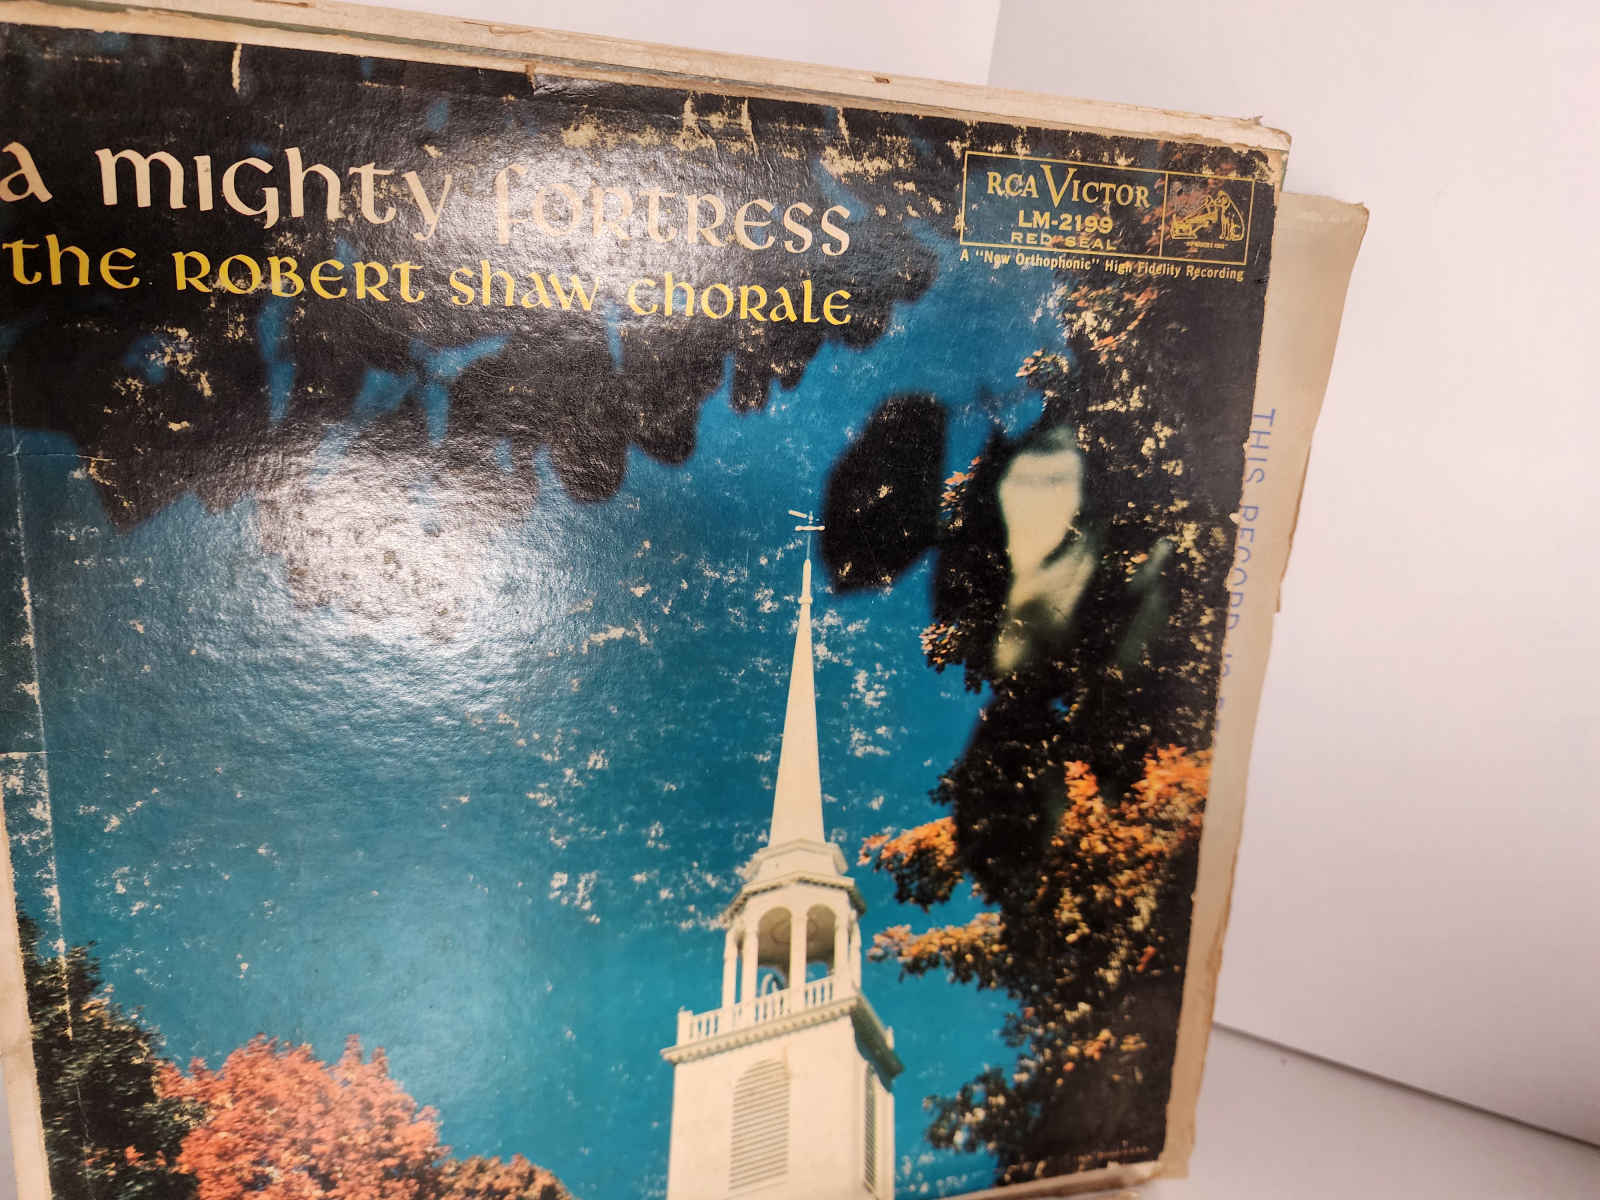 a mighty fortress
the Robert Shaw Chorale
RCA VICTOR
LM-2199
RED SEAL
A "New Orthophonic" High Fidelity Recording
THIS RECORD is